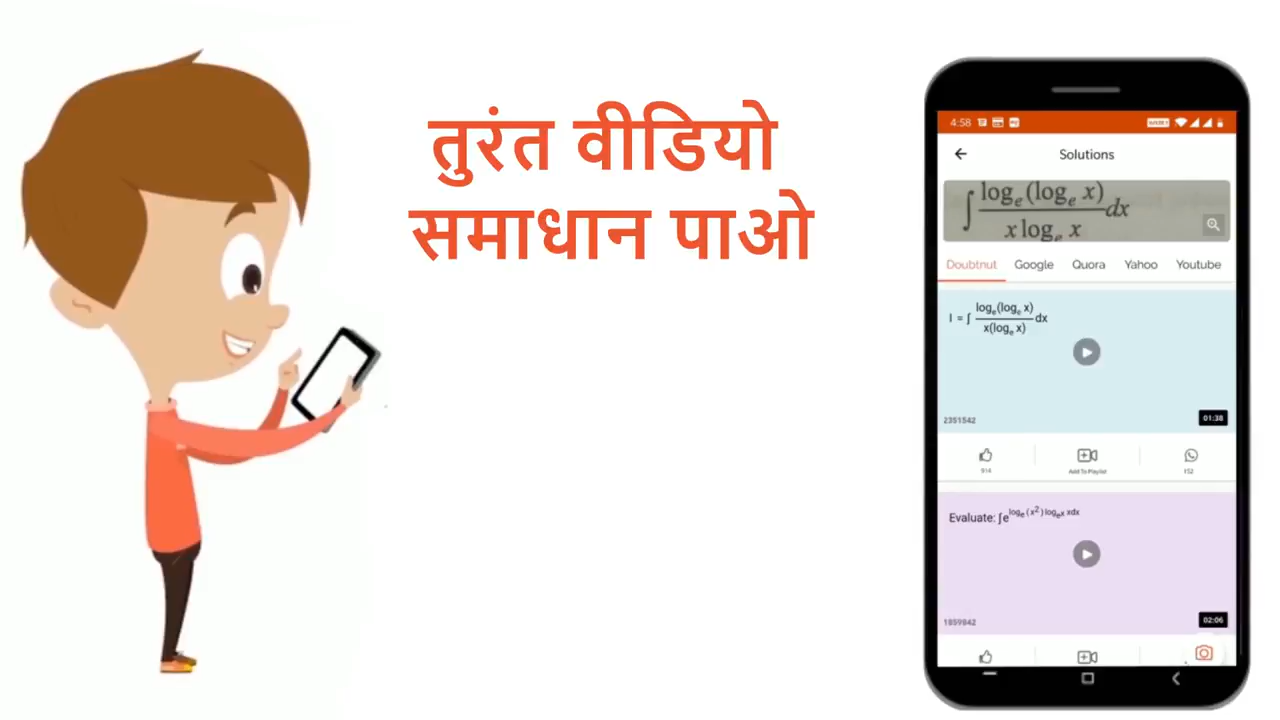 तुरंत वीडियो
समाधान पाओ
4:58
Solutions
∫ logₑ(logₑ x) / x logₑ x dx
Doubtnut Google Quora Yahoo Youtube
I = ∫ logₑ(logₑ x) / x(logₑ x) dx
2351542 01:38
914 Add To Playlist 152
Evaluate: ∫e^logₑ(x²)logₑx xdx
1859842 02:06